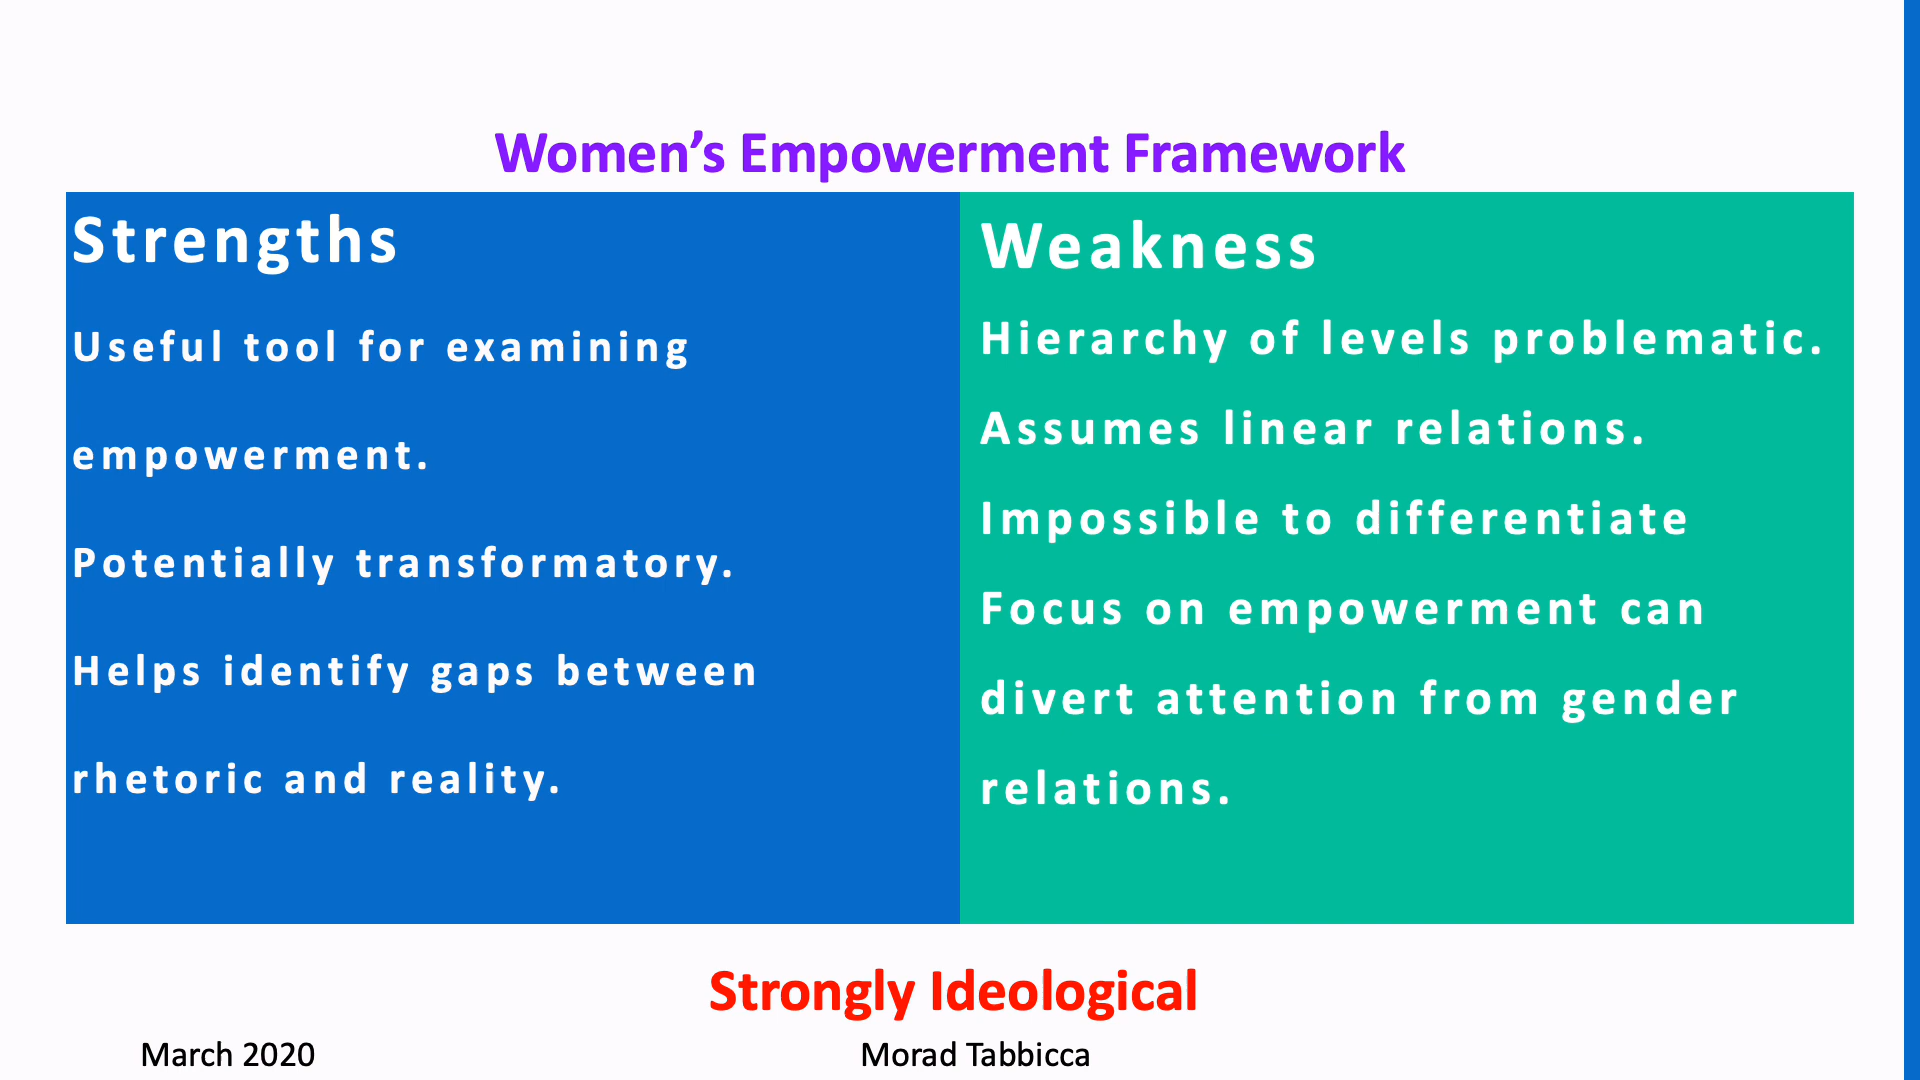 Women’s Empowerment Framework
Strengths
Useful tool for examining
empowerment.
Potentially transformatory.
Helps identify gaps between
rhetoric and reality.
Weakness
Hierarchy of levels problematic.
Assumes linear relations.
Impossible to differentiate
Focus on empowerment can
divert attention from gender
relations.
Strongly Ideological
March 2020
Morad Tabbicca